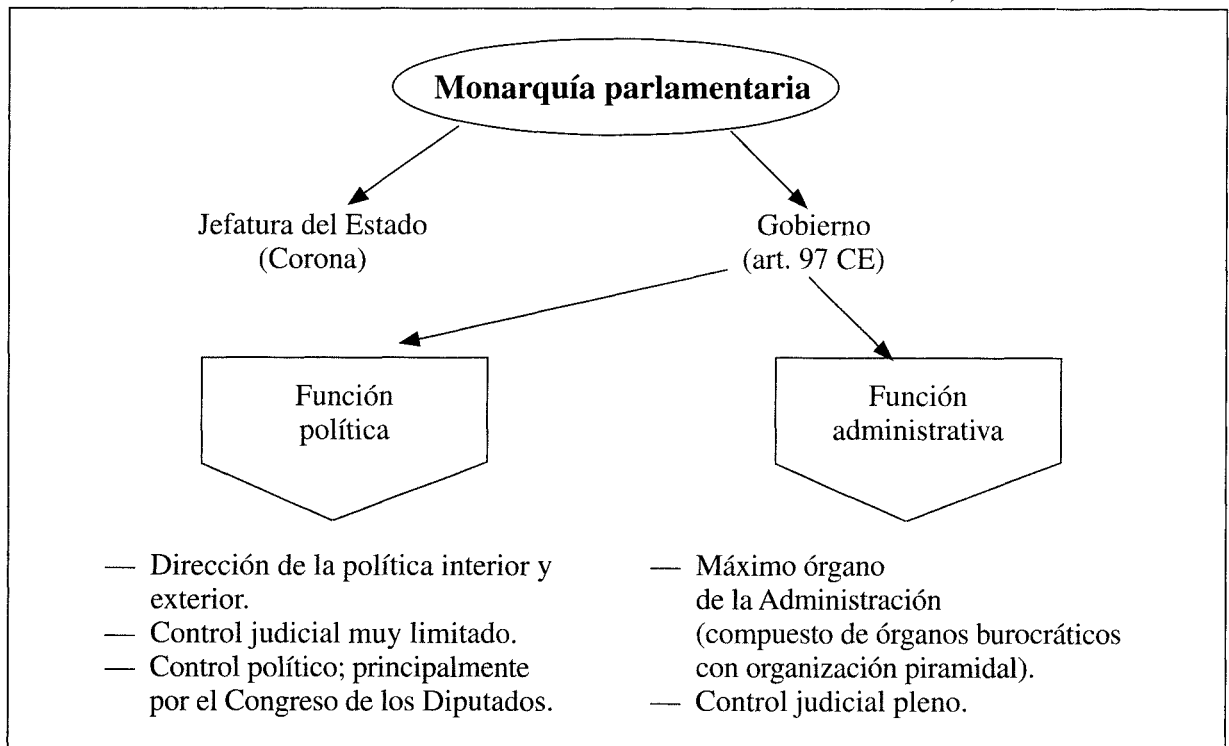 Monarquía parlamentaria
Jefatura del Estado
(Corona)
Gobierno
(art. 97 CE)
Función
política
Función
administrativa
— Dirección de la política interior y
exterior.
— Control judicial muy limitado.
— Control político; principalmente
por el Congreso de los Diputados.
— Máximo órgano
de la Administración
(compuesto de órganos burocráticos
con organización piramidal).
— Control judicial pleno.